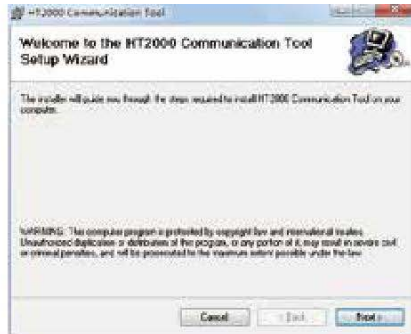 HT2000 Communication Tool
Welcome to the HT2000 Communication Tool
Setup Wizard
The installer will guide you through the steps required to install HT2000 Communication Tool on your
computer.
WARNING: This computer program is protected by copyright law and international treaties.
Unauthorized duplication or distribution of this program, or any portion of it, may result in severe civil
or criminal penalties, and will be prosecuted to the maximum extent possible under the law.
Cancel
< Back
Next >